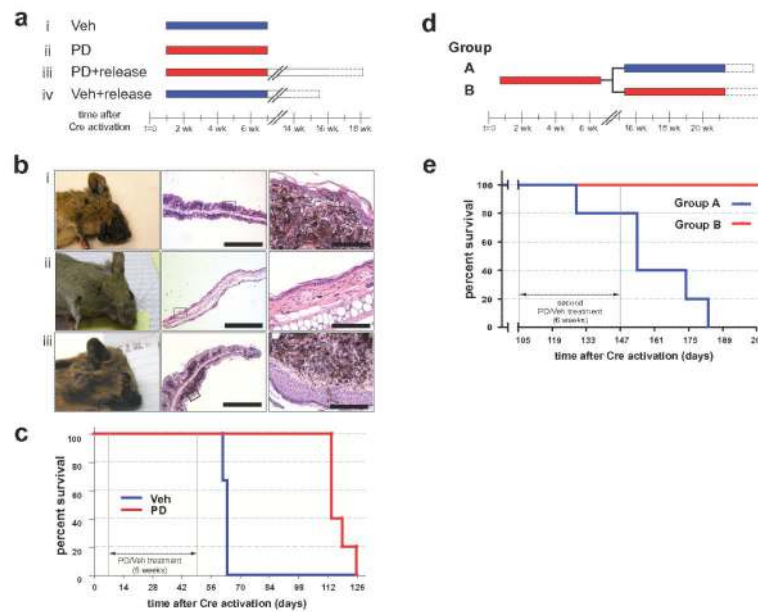 a
i Veh
ii PD
iii PD+release
iv Veh+release
time after
Cre activation
t=0 2 wk 4 wk 6 wk 14 wk 16 wk 18 wk
b
i
ii
iii
c
percent survival
100
80
60
40
20
0
Veh
PD
PD/Veh treatment
(6 weeks)
0 14 28 42 56 70 84 98 112 126
time after Cre activation (days)
d
Group
A
B
t=0 2 wk 4 wk 6 wk 16 wk 18 wk 20 wk
e
percent survival
100
80
60
40
20
0
Group A
Group B
second
PD/Veh treatment
(6 weeks)
105 119 133 147 161 175 189 20
time after Cre activation (days)